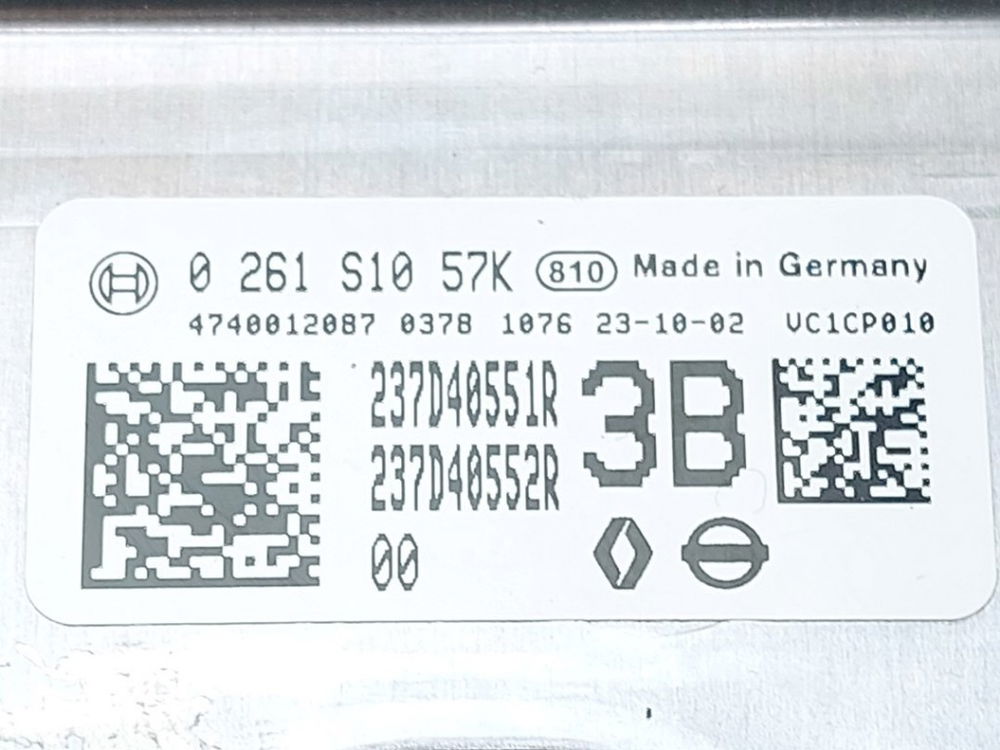 0 261 S10 57K 810 Made in Germany
4740012087 0378 1076 23-10-02 VC1CP010
237D40551R 3B
237D40552R
00